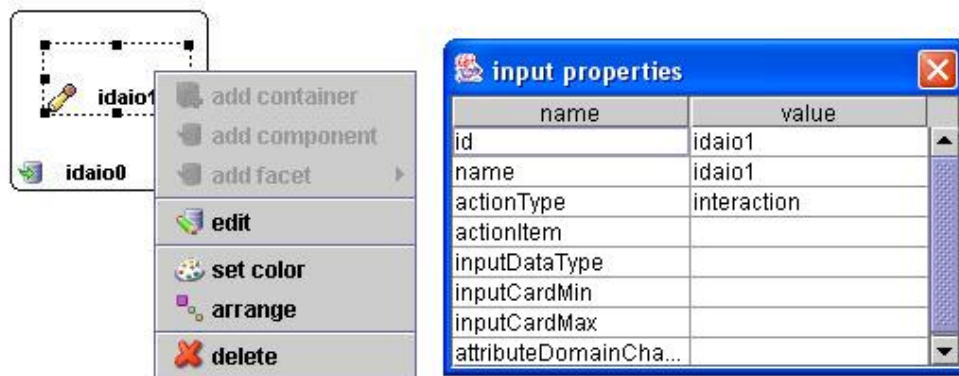 idaio1
idaio0
add container
add component
add facet
edit
set color
arrange
delete
input properties
name value
id idaio1
name idaio1
actionType interaction
actionItem
inputDataType
inputCardMin
inputCardMax
attributeDomainCha...